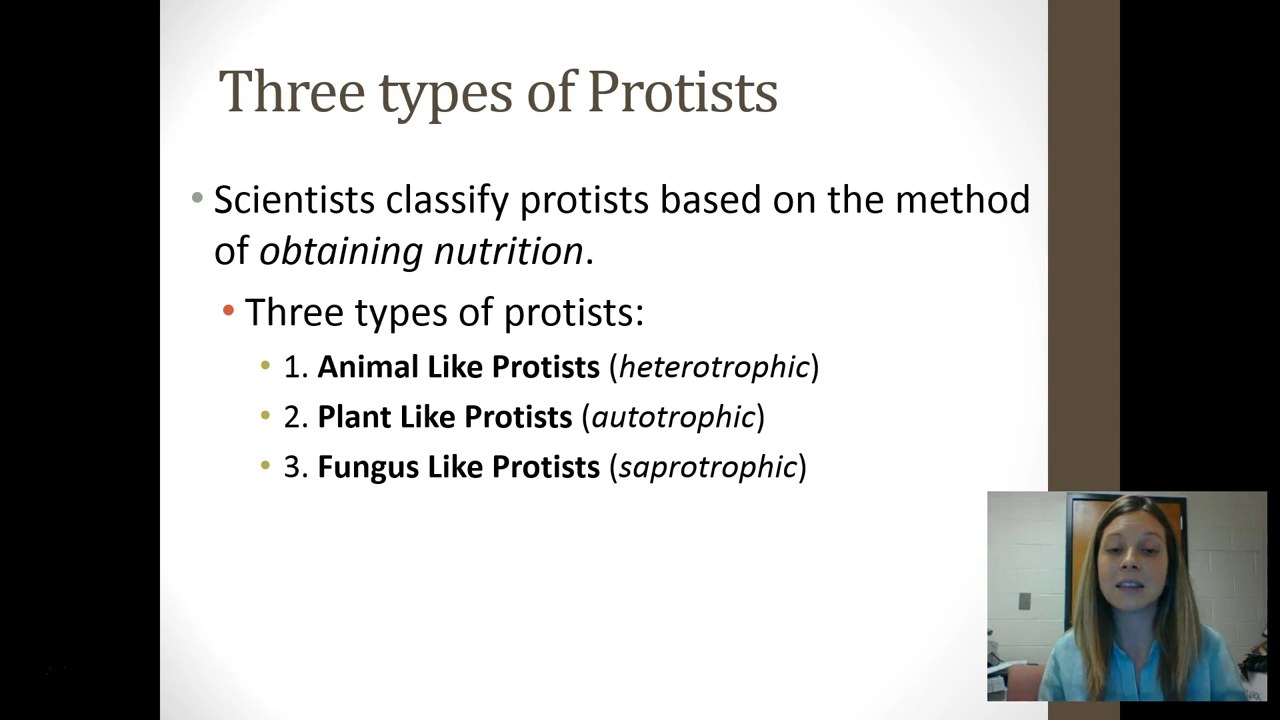 Three types of Protists
• Scientists classify protists based on the method
of obtaining nutrition.
• Three types of protists:
• 1. Animal Like Protists (heterotrophic)
• 2. Plant Like Protists (autotrophic)
• 3. Fungus Like Protists (saprotrophic)